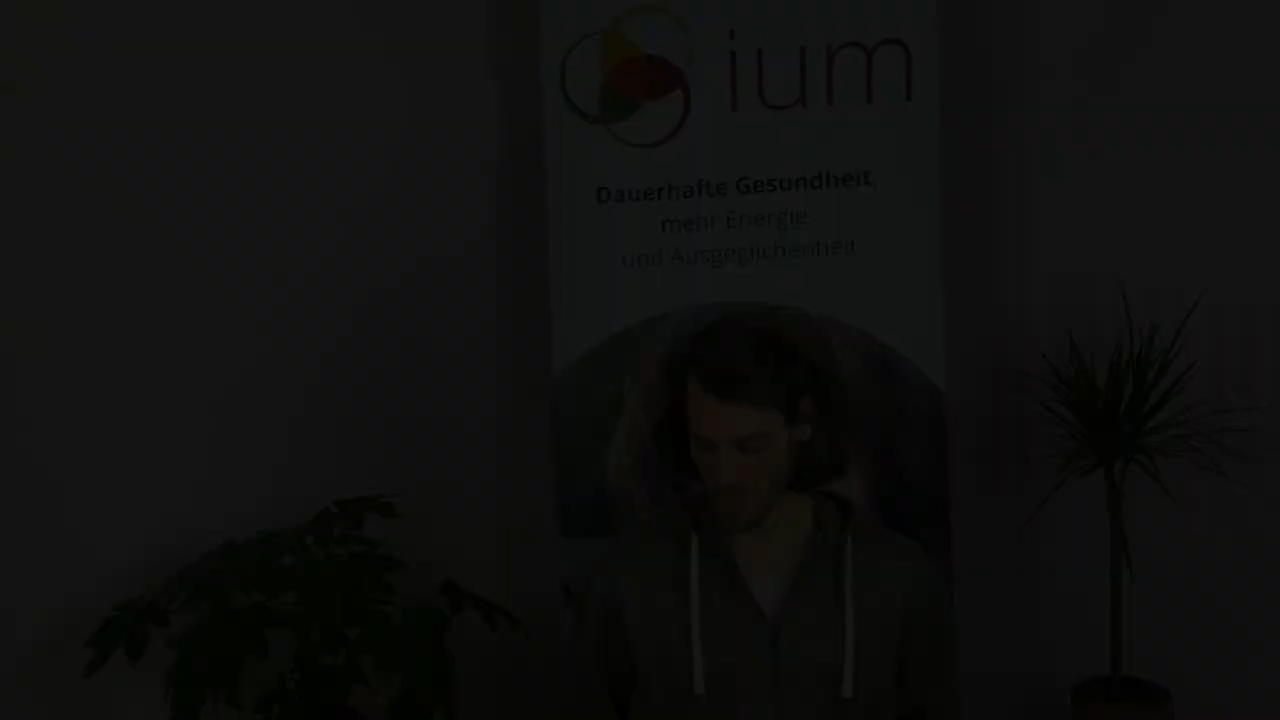 ium
Dauerhafte Gesundheit,
mehr Energie
und Ausgeglichenheit